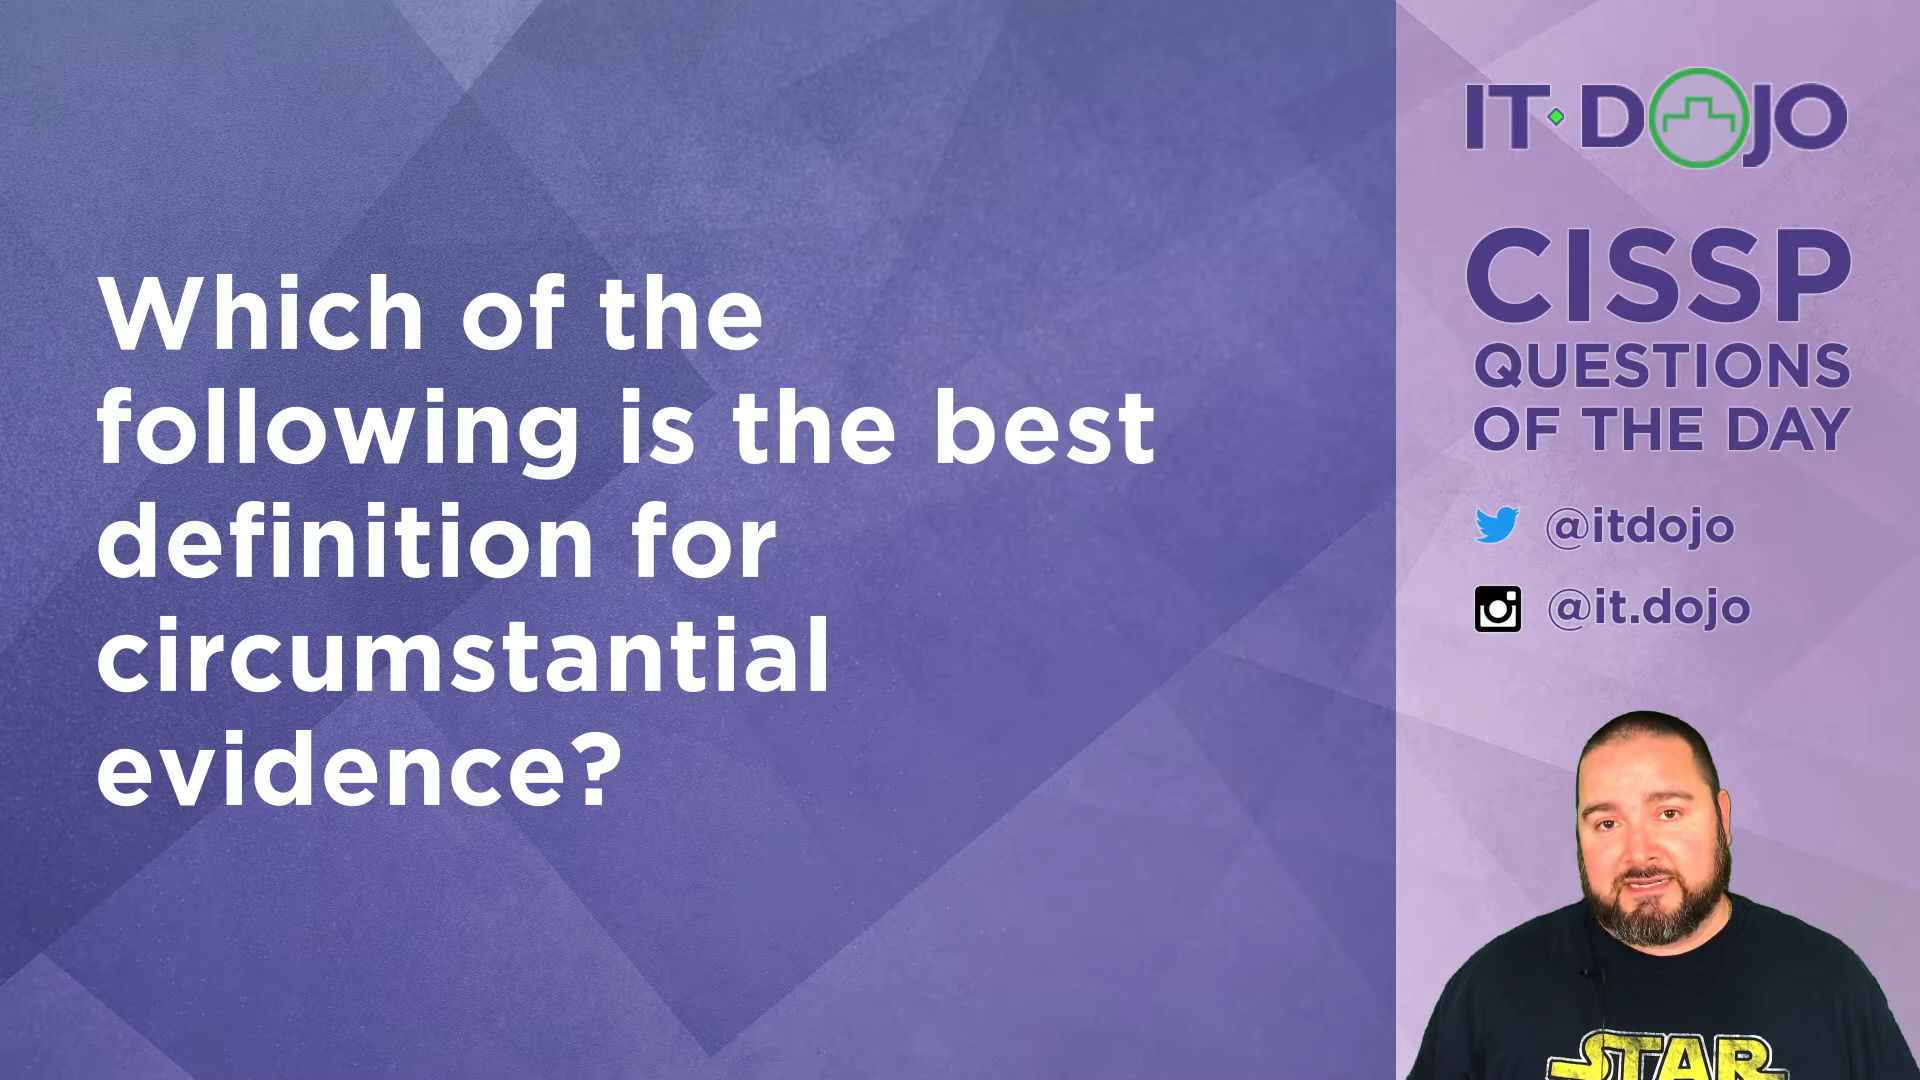 Which of the
following is the best
definition for
circumstantial
evidence?
IT DOJO
CISSP
QUESTIONS
OF THE DAY
@itdojo
@it.dojo
STAR